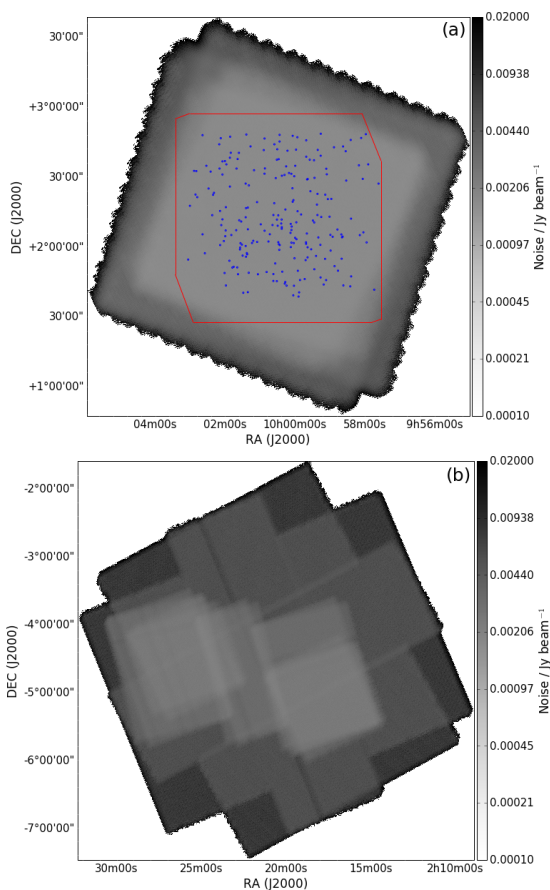 (a)
30'00"
+3°00'00"
30'00"
+2°00'00"
30'00"
+1°00'00"
DEC (J2000)
04m00s 02m00s 10h00m00s 58m00s 9h56m00s
RA (J2000)
0.02000
0.00938
0.00440
0.00206
0.00097
0.00045
0.00021
0.00010
Noise / Jy beam⁻¹
(b)
-2°00'00"
-3°00'00"
-4°00'00"
-5°00'00"
-6°00'00"
-7°00'00"
DEC (J2000)
30m00s 25m00s 20m00s 15m00s 2h10m00s
RA (J2000)
0.02000
0.00938
0.00440
0.00206
0.00097
0.00045
0.00021
0.00010
Noise / Jy beam⁻¹